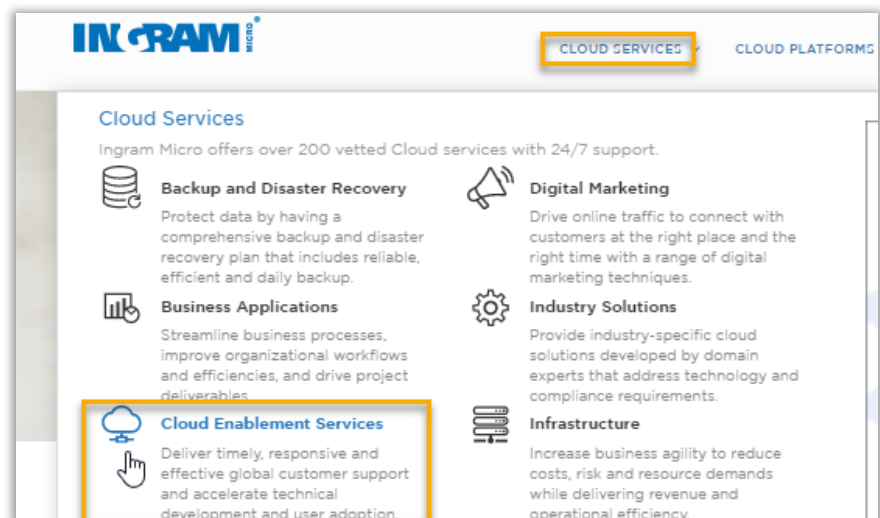 INGRAM MICRO®
CLOUD SERVICES
CLOUD PLATFORMS
Cloud Services
Ingram Micro offers over 200 vetted Cloud services with 24/7 support.
Backup and Disaster Recovery
Protect data by having a
comprehensive backup and disaster
recovery plan that includes reliable,
efficient and daily backup.
Digital Marketing
Drive online traffic to connect with
customers at the right place and the
right time with a range of digital
marketing techniques.
Business Applications
Streamline business processes,
improve organizational workflows
and efficiencies, and drive project
deliverables.
Industry Solutions
Provide industry-specific cloud
solutions developed by domain
experts that address technology and
compliance requirements.
Cloud Enablement Services
Deliver timely, responsive and
effective global customer support
and accelerate technical
development and user adoption.
Infrastructure
Increase business agility to reduce
costs, risk and resource demands
while delivering revenue and
operational efficiency.